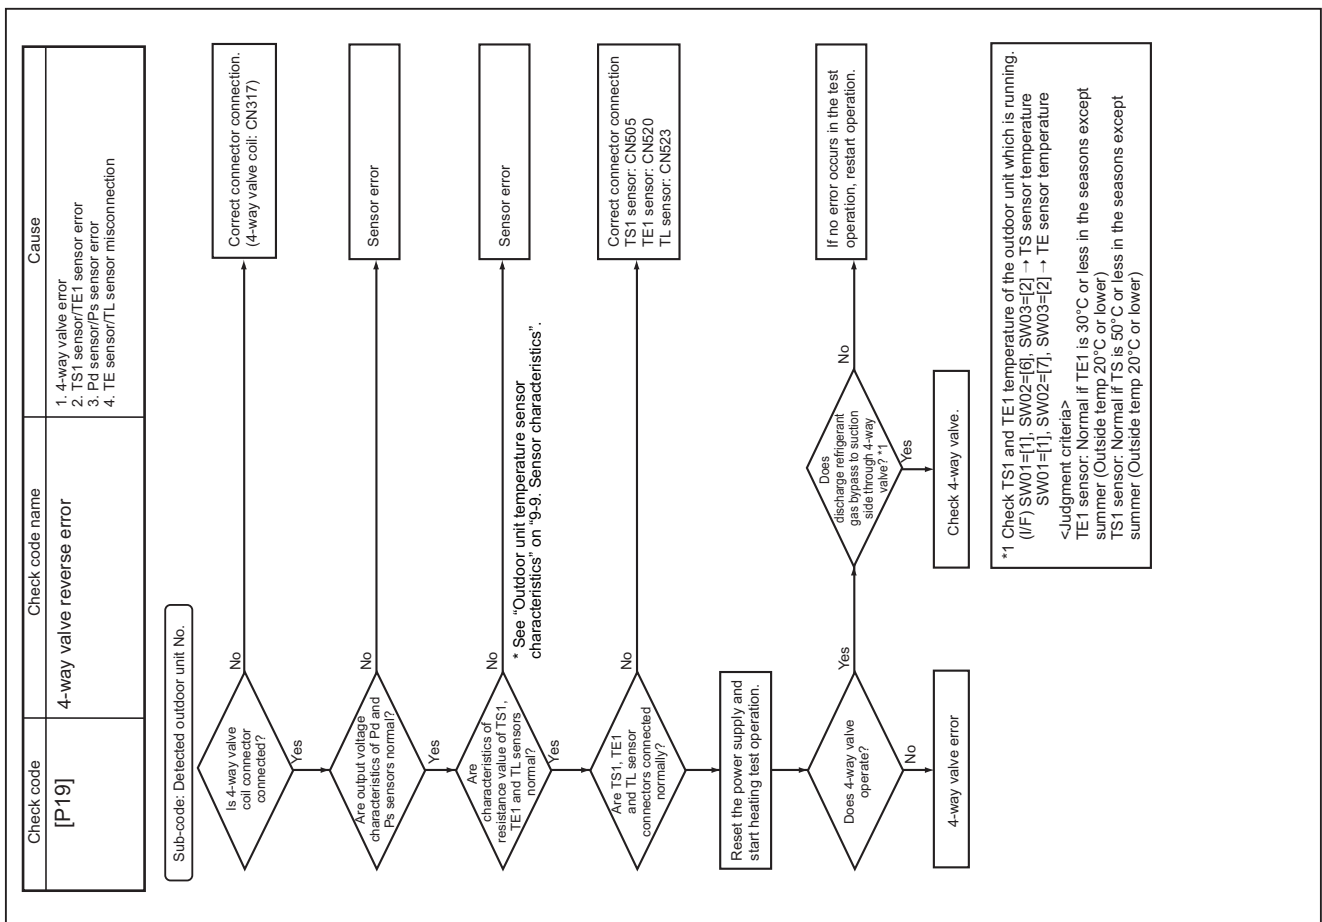 Check code
Check code name
Cause
[P19]
4-way valve reverse error
1. 4-way valve error
2. TS1 sensor/TE1 sensor error
3. Pd sensor/Ps sensor error
4. TE sensor/TL sensor misconnection
Sub-code: Detected outdoor unit No.
Is 4-way valve
coil connector
connected?
No
Correct connector connection.
(4-way valve coil: CN317)
Yes
Are output voltage
characteristics of Pd and
Ps sensors normal?
No
Sensor error
Yes
Are
characteristics of
resistance value of TS1,
TE1 and TL sensors
normal?
No
Sensor error
* See “Outdoor unit temperature sensor
characteristics” on “9-9. Sensor characteristics”.
Yes
Are TS1, TE1
and TL sensor
connectors connected
normally?
No
Correct connector connection
TS1 sensor: CN505
TE1 sensor: CN520
TL sensor: CN523
Reset the power supply and
start heating test operation.
Does 4-way valve
operate?
Yes
Does
discharge refrigerant
gas bypass to suction
side through 4-way
valve? *1
No
If no error occurs in the test
operation, restart operation.
No
4-way valve error
Yes
Check 4-way valve.
*1 Check TS1 and TE1 temperature of the outdoor unit which is running.
(I/F) SW01=[1], SW02=[6], SW03=[2] → TS sensor temperature
SW01=[1], SW02=[7], SW03=[2] → TE sensor temperature
<Judgment criteria>
TE1 sensor: Normal if TE1 is 30°C or less in the seasons except
summer (Outside temp 20°C or lower)
TS1 sensor: Normal if TS is 50°C or less in the seasons except
summer (Outside temp 20°C or lower)